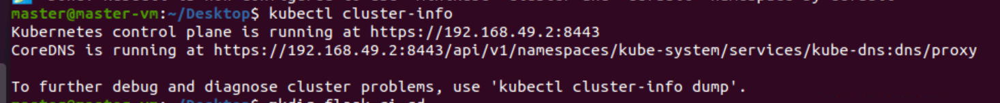 master@master-vm:~/Desktop$ kubectl cluster-info
Kubernetes control plane is running at https://192.168.49.2:8443
CoreDNS is running at https://192.168.49.2:8443/api/v1/namespaces/kube-system/services/kube-dns:dns/proxy
To further debug and diagnose cluster problems, use 'kubectl cluster-info dump'.